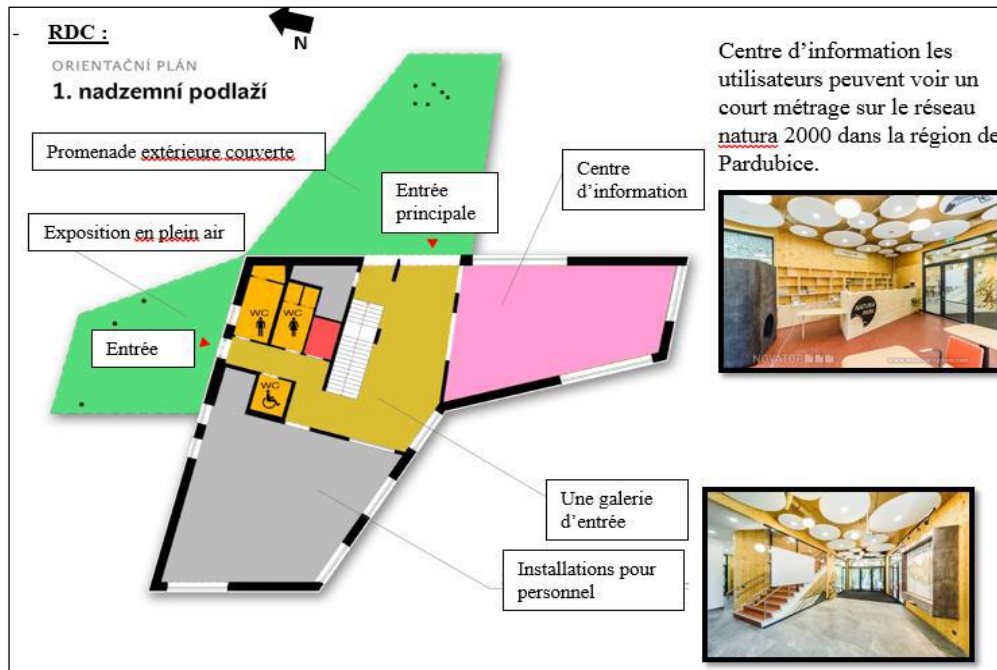 - RDC :
N
ORIENTAČNÍ PLÁN
1. nadzemní podlaží
Promenade extérieure couverte
Exposition en plein air
Entrée
Entrée
principale
Centre
d'information
Centre d'information les
utilisateurs peuvent voir un
court métrage sur le réseau
natura 2000 dans la région de
Pardubice.
WC
WC
WC
NATURA
PARK
NOVATOP
Une galerie
d'entrée
Installations pour
personnel